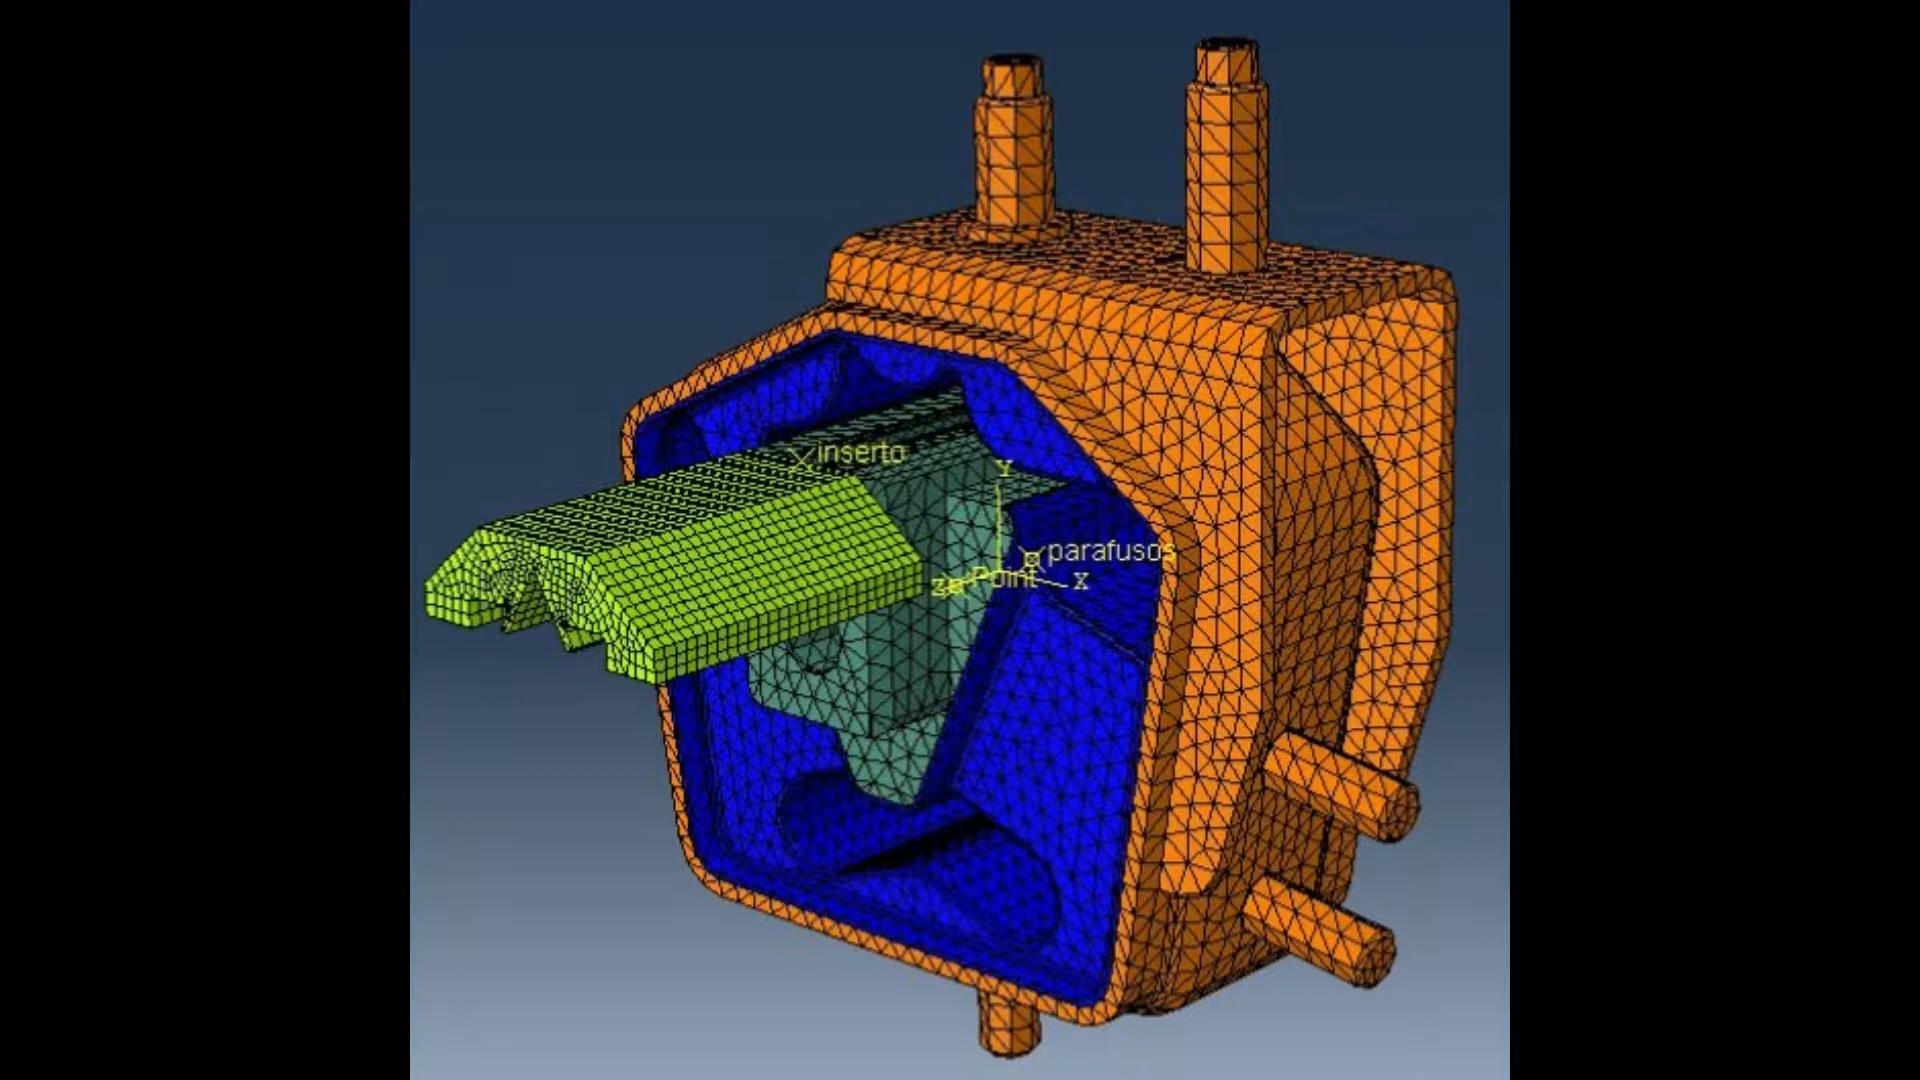 inserto
Y
parafusos
Point
X